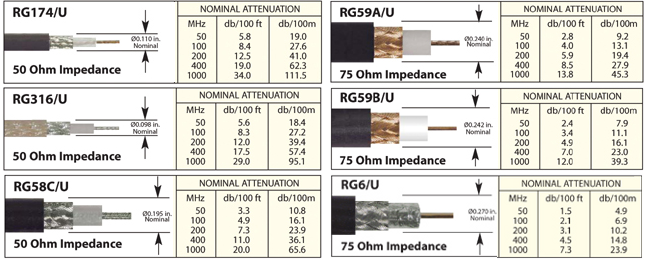 RG174/U
Ø0.110 in.
Nominal
50 Ohm Impedance
NOMINAL ATTENUATION
MHz db/100 ft db/100m
50 5.8 19.0
100 8.4 27.6
200 12.5 41.0
400 19.0 62.3
1000 34.0 111.5
RG59A/U
Ø0.240 in.
Nominal
75 Ohm Impedance
NOMINAL ATTENUATION
MHz db/100 ft db/100m
50 2.8 9.2
100 4.0 13.1
200 5.9 19.4
400 8.5 27.9
1000 13.8 45.3
RG316/U
Ø0.098 in.
Nominal
50 Ohm Impedance
NOMINAL ATTENUATION
MHz db/100 ft db/100m
50 5.6 18.4
100 8.3 27.2
200 12.0 39.4
400 17.5 57.4
1000 29.0 95.1
RG59B/U
Ø0.242 in.
Nominal
75 Ohm Impedance
NOMINAL ATTENUATION
MHz db/100 ft db/100m
50 2.4 7.9
100 3.4 11.1
200 4.9 16.1
400 7.0 23.0
1000 12.0 39.3
RG58C/U
Ø0.195 in.
Nominal
50 Ohm Impedance
NOMINAL ATTENUATION
MHz db/100 ft db/100m
50 3.3 10.8
100 4.9 16.1
200 7.3 23.9
400 11.0 36.1
1000 20.0 65.6
RG6/U
Ø0.270 in.
Nominal
75 Ohm Impedance
NOMINAL ATTENUATION
MHz db/100 ft db/100m
50 1.5 4.9
100 2.1 6.9
200 3.1 10.2
400 4.5 14.8
1000 7.3 23.9